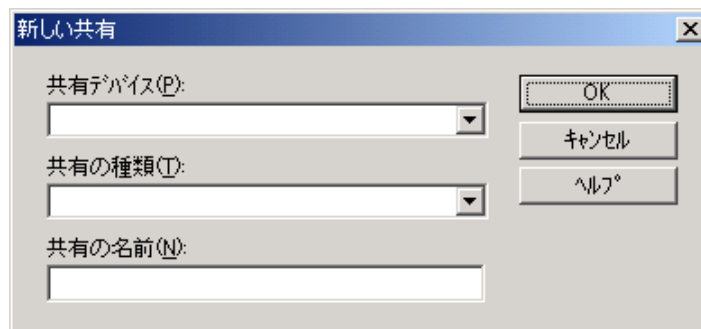 新しい共有
共有ﾃﾞﾊﾞｲｽ(P):
OK
ｷｬﾝｾﾙ
共有の種類(T):
ﾍﾙﾌﾟ
共有の名前(N):